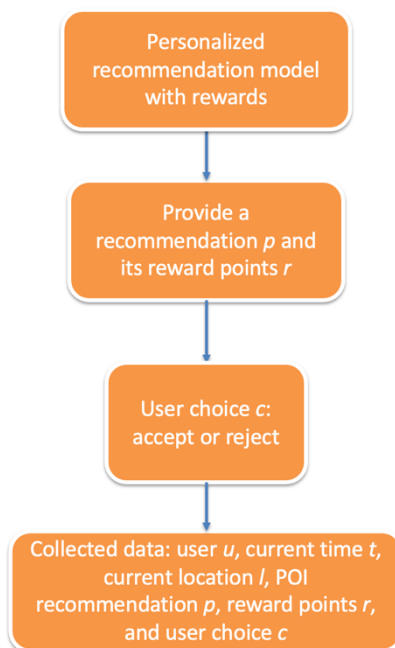 Personalized
recommendation model
with rewards
Provide a
recommendation p and
its reward points r
User choice c:
accept or reject
Collected data: user u, current time t,
current location l, POI
recommendation p, reward points r,
and user choice c